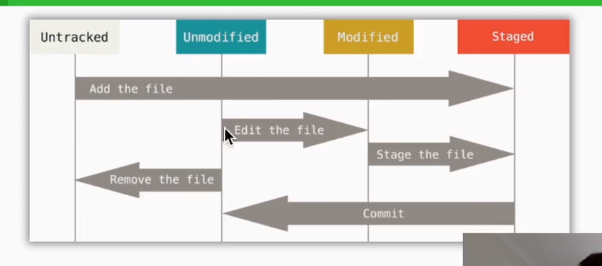 Untracked
Unmodified
Modified
Staged
Add the file
Edit the file
Stage the file
Remove the file
Commit